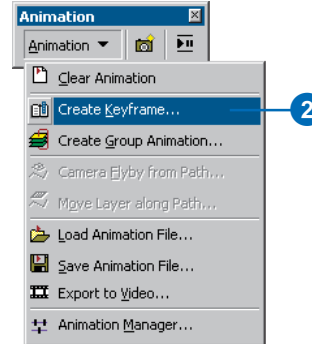 Animation
Animation
Clear Animation
Create Keyframe...
2
Create Group Animation...
Camera Flyby from Path...
Move Layer along Path...
Load Animation File...
Save Animation File...
Export to Video...
Animation Manager...